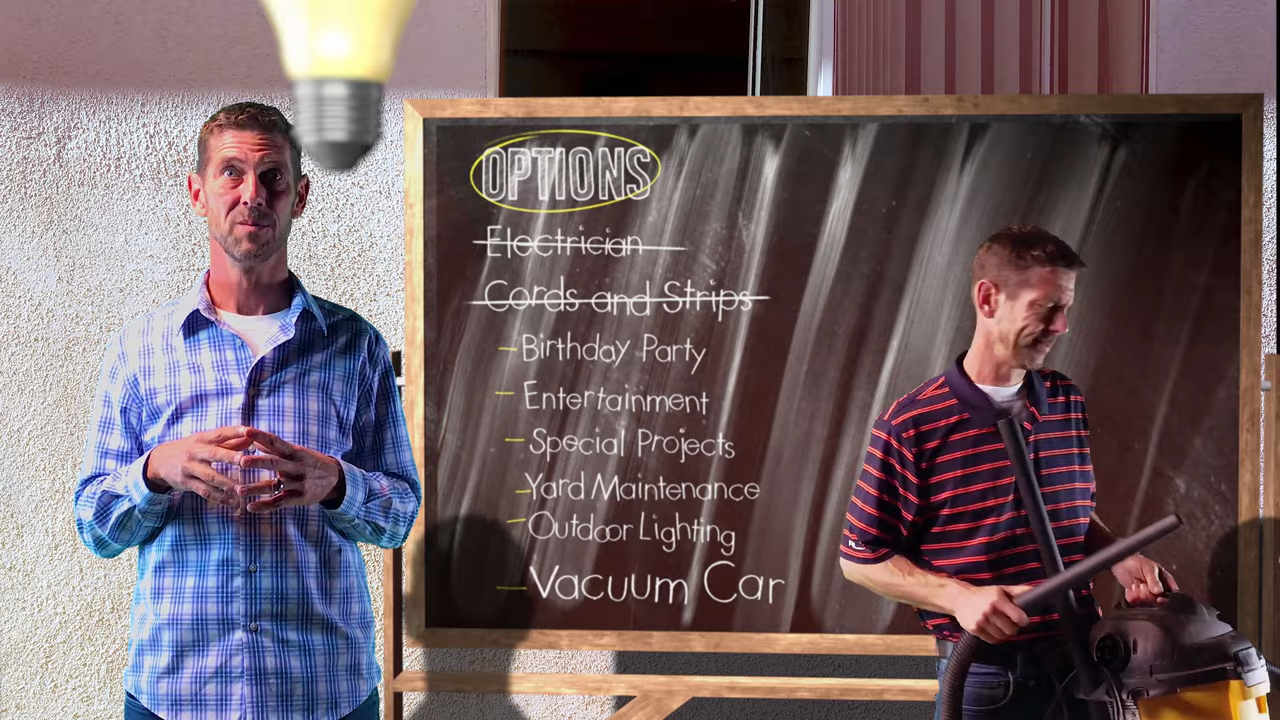 OPTIONS
Electrician
Cords and Strips
- Birthday Party
- Entertainment
- Special Projects
- Yard Maintenance
- Outdoor Lighting
- Vacuum Car